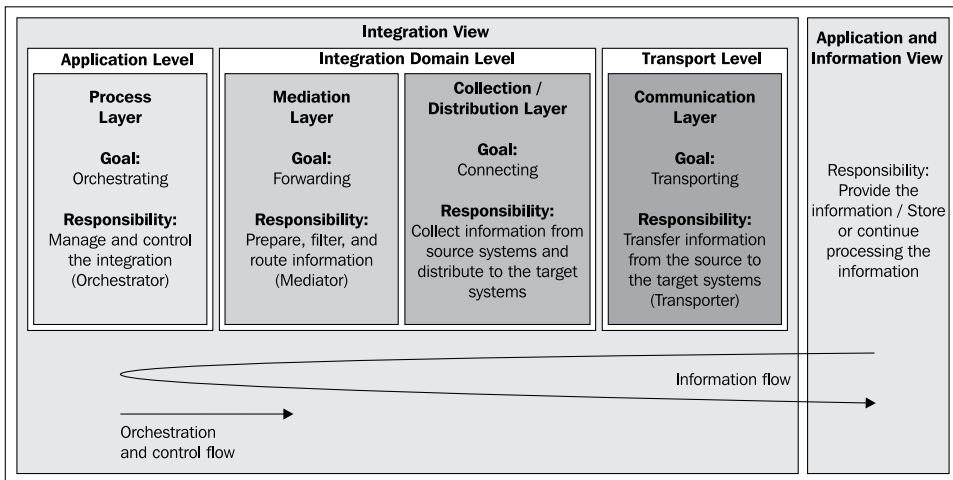 Integration View
Application Level
Process
Layer
Goal:
Orchestrating
Responsibility:
Manage and control
the integration
(Orchestrator)
Integration Domain Level
Mediation
Layer
Goal:
Forwarding
Responsibility:
Prepare, filter, and
route information
(Mediator)
Collection /
Distribution Layer
Goal:
Connecting
Responsibility:
Collect information from
source systems and
distribute to the target
systems
Transport Level
Communication
Layer
Goal:
Transporting
Responsibility:
Transfer information
from the source to
the target systems
(Transporter)
Information flow
Orchestration
and control flow
Application and
Information View
Responsibility:
Provide the
information / Store
or continue
processing the
information